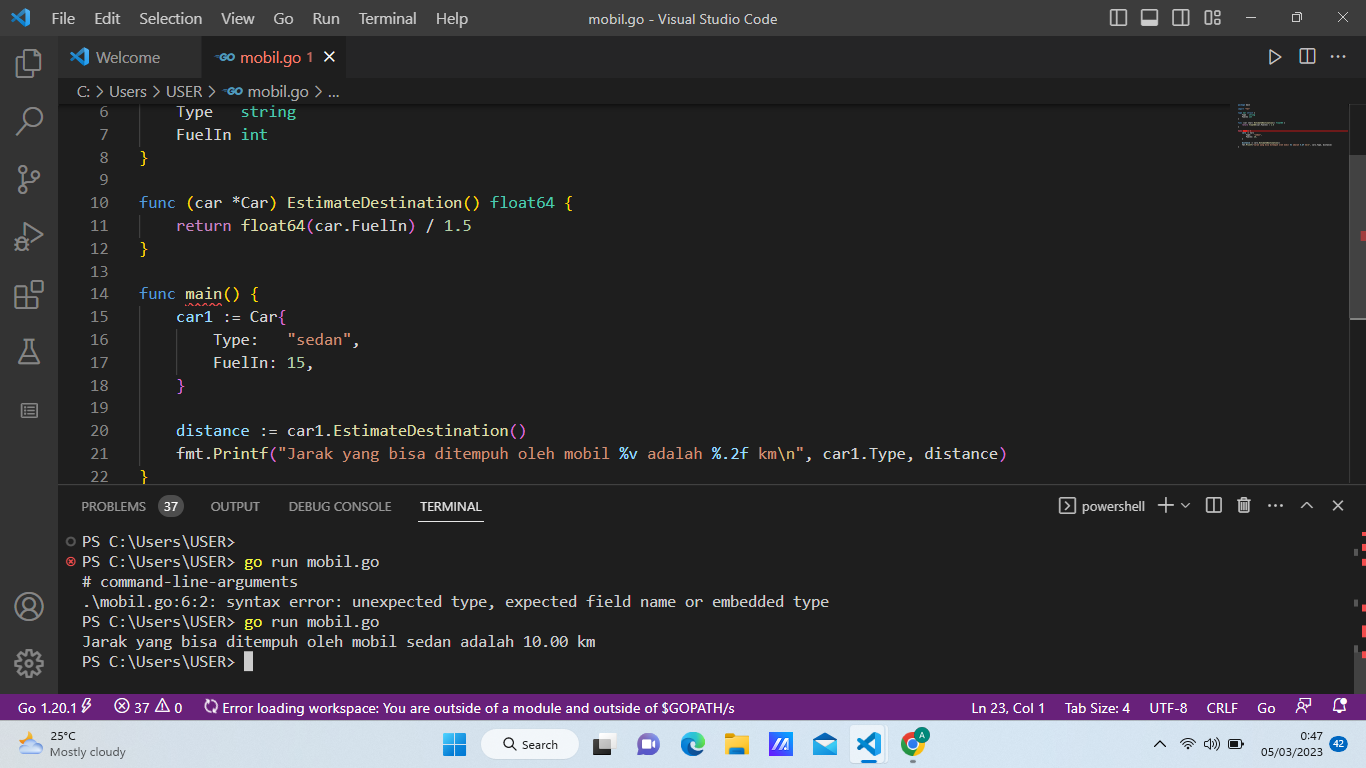 File Edit Selection View Go Run Terminal Help mobil.go - Visual Studio Code
Welcome mobil.go 1
C: > Users > USER > mobil.go > ...
6 Type string
7 FuelIn int
8 }
9
10 func (car *Car) EstimateDestination() float64 {
11 return float64(car.FuelIn) / 1.5
12 }
13
14 func main() {
15 car1 := Car{
16 Type: "sedan",
17 FuelIn: 15,
18 }
19
20 distance := car1.EstimateDestination()
21 fmt.Printf("Jarak yang bisa ditempuh oleh mobil %v adalah %.2f km\n", car1.Type, distance)
22 }
PROBLEMS 37 OUTPUT DEBUG CONSOLE TERMINAL powershell
PS C:\Users\USER>
PS C:\Users\USER> go run mobil.go
# command-line-arguments
.\mobil.go:6:2: syntax error: unexpected type, expected field name or embedded type
PS C:\Users\USER> go run mobil.go
Jarak yang bisa ditempuh oleh mobil sedan adalah 10.00 km
PS C:\Users\USER>
Go 1.20.1 37 0 Error loading workspace: You are outside of a module and outside of $GOPATH/s Ln 23, Col 1 Tab Size: 4 UTF-8 CRLF Go
25°C
Mostly cloudy
Search
A
0:47
05/03/2023
42